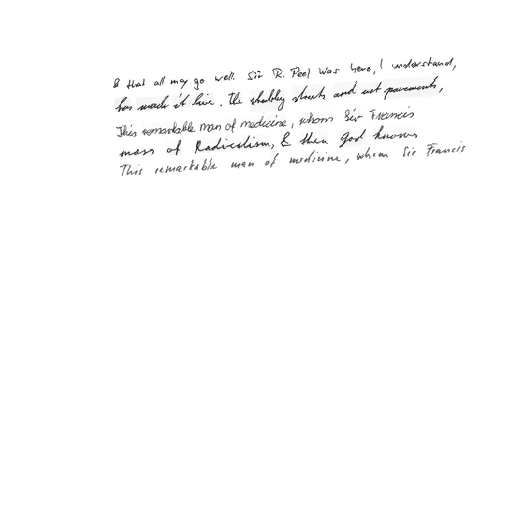 & that all may go well. Sir R. Peel was here, I understand,
has made it live. The shabby streets and wet pavements,
This remarkable man of medicine, whom Sir Francis
mass of Radicalism, & then God knows
This remarkable man of medicine, whom Sir Francis